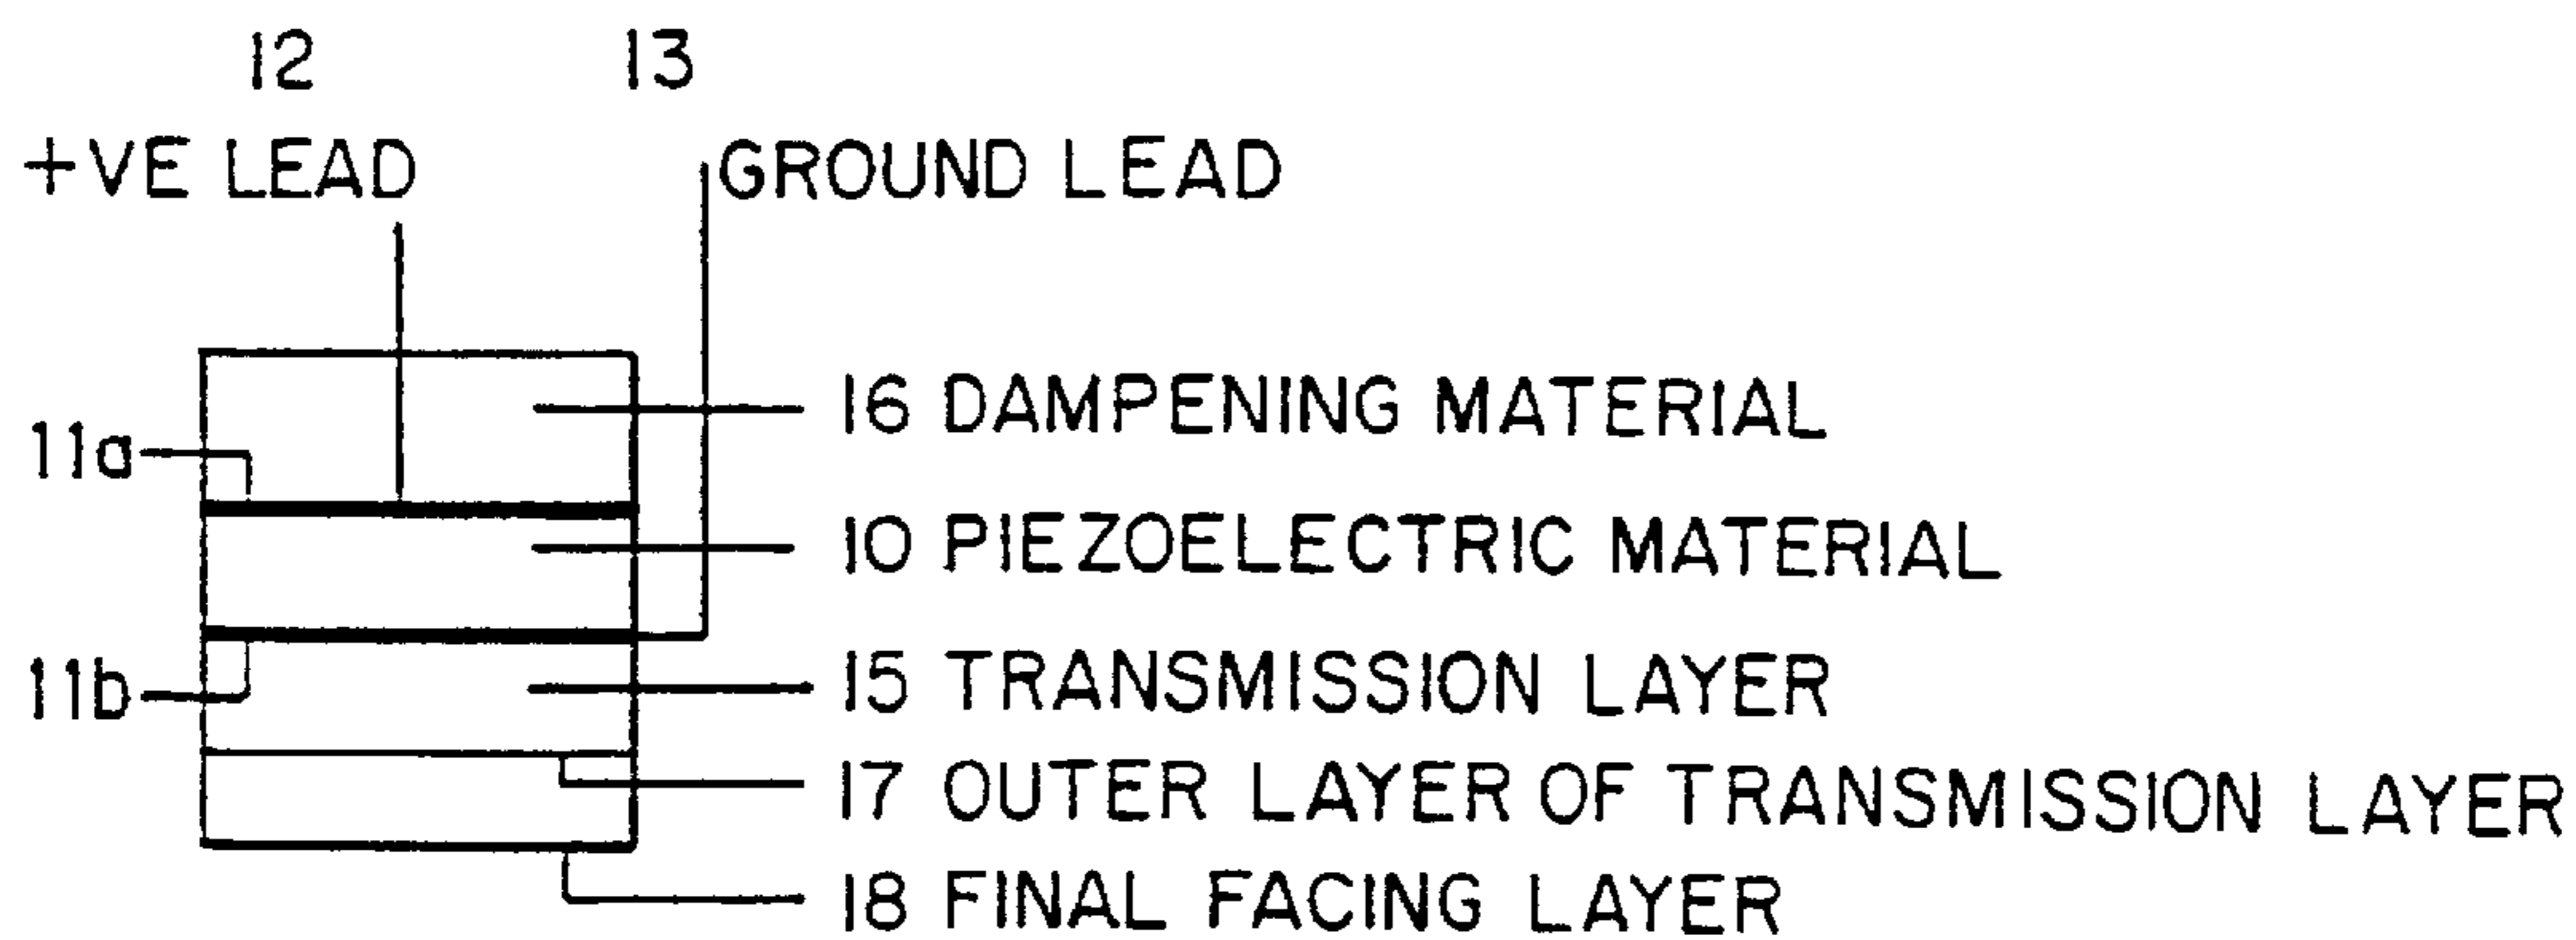 12 13
+VE LEAD GROUND LEAD
16 DAMPENING MATERIAL
11a
10 PIEZOELECTRIC MATERIAL
11b
15 TRANSMISSION LAYER
17 OUTER LAYER OF TRANSMISSION LAYER
18 FINAL FACING LAYER